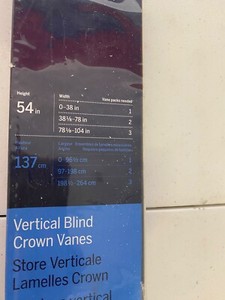 Height
Width
Vane packs needed
54 in
0–38 in
1
38⅛–78 in
2
78⅛–104 in
3
137 cm
1
2
3
Vertical Blind
Crown Vanes
Store Verticale
Lamelles Crown
vertical